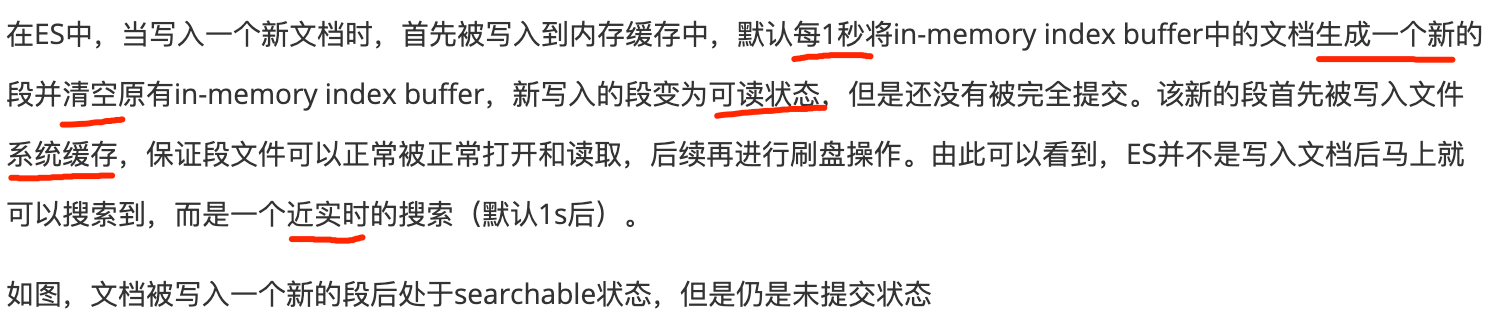 在ES中，当写入一个新文档时，首先被写入到内存缓存中，默认每1秒将in-memory index buffer中的文档生成一个新的
段并清空原有in-memory index buffer，新写入的段变为可读状态，但是还没有被完全提交。该新的段首先被写入文件
系统缓存，保证段文件可以正常被正常打开和读取，后续再进行刷盘操作。由此可以看到，ES并不是写入文档后马上就
可以搜索到，而是一个近实时的搜索（默认1s后）。
如图，文档被写入一个新的段后处于searchable状态，但是仍是未提交状态